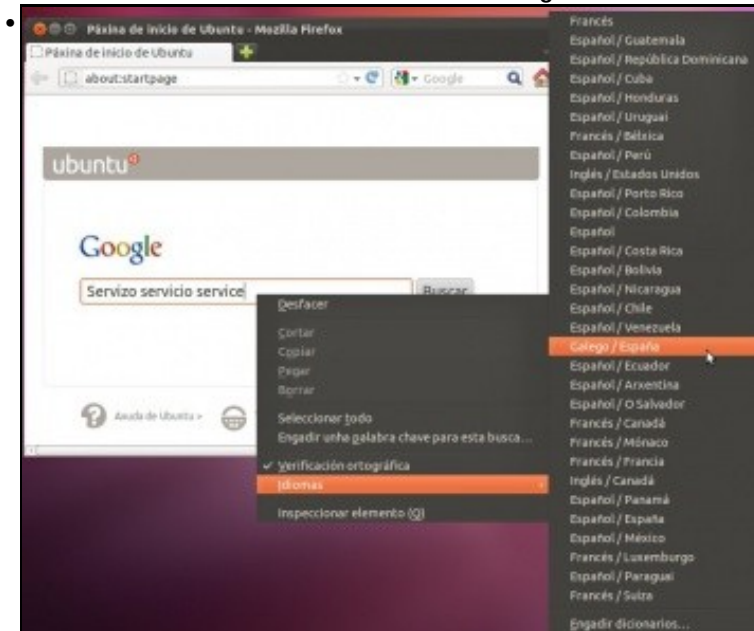 Páxina de inicio de Ubuntu - Mozilla Firefox
Páxina de inicio de Ubuntu
about:startpage
Google
ubuntu
Google
Servizo servicio service
Buscar
Axuda de Ubuntu >
Desfacer
Cortar
Copiar
Pegar
Borrar
Seleccionar todo
Engadir unha palabra chave para esta busca...
Verificación ortográfica
Idiomas
Inspeccionar elemento (Q)
Francés
Español / Guatemala
Español / República Dominicana
Español / Cuba
Español / Honduras
Español / Uruguai
Francés / Bélxica
Español / Perú
Inglés / Estados Unidos
Español / Porto Rico
Español / Colombia
Español
Español / Costa Rica
Español / Bolivia
Español / Nicaragua
Español / Chile
Español / Venezuela
Galego / España
Español / Ecuador
Español / Arxentina
Español / O Salvador
Francés / Canadá
Francés / Mónaco
Francés / Francia
Inglés / Canadá
Español / Panamá
Español / España
Español / México
Francés / Luxemburgo
Español / Paraguai
Francés / Suíza
Engadir dicionarios...